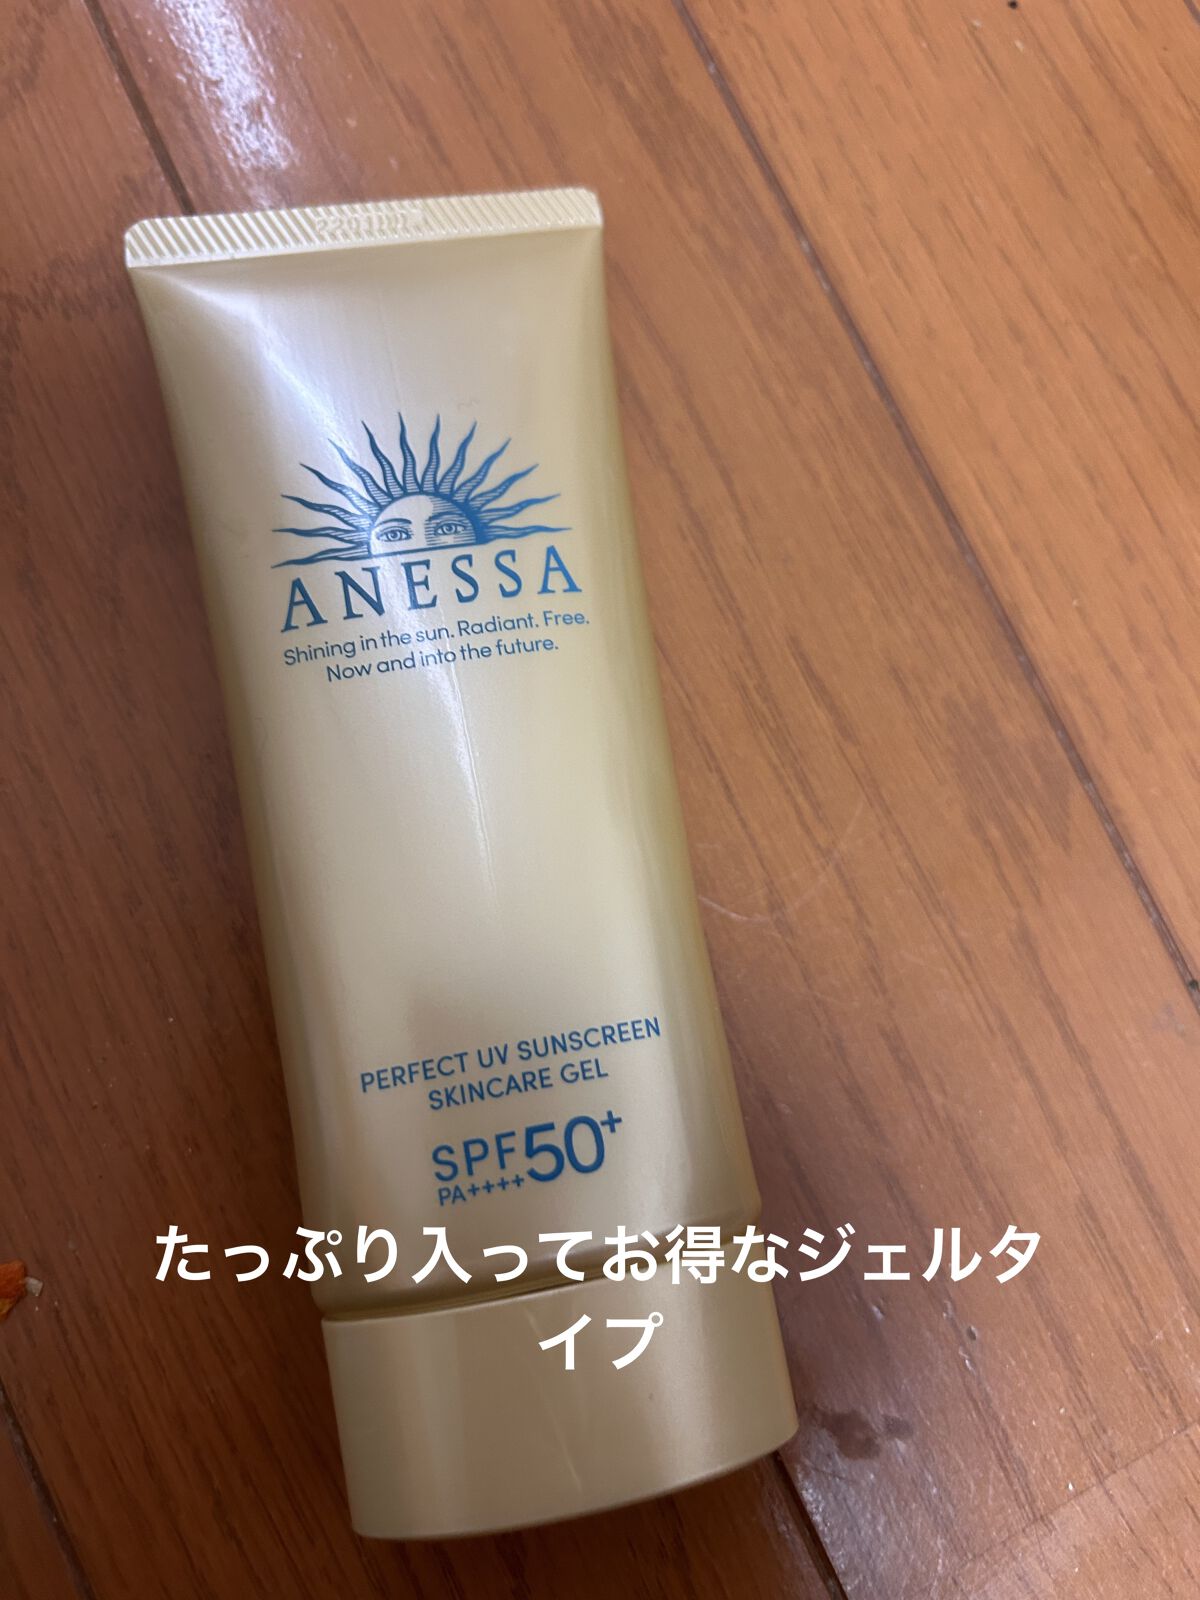 ANESSA
Shining in the sun. Radiant. Free.
Now and into the future.
PERFECT UV SUNSCREEN
SKINCARE GEL
SPF50+
PA++++
たっぷり入ってお得なジェルタ
イプ